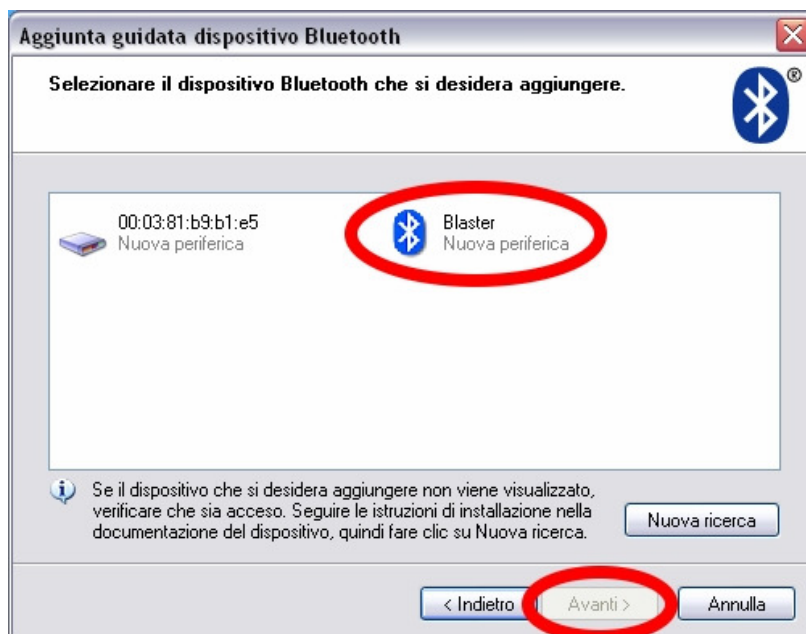 Aggiunta guidata dispositivo Bluetooth
Selezionare il dispositivo Bluetooth che si desidera aggiungere.
®
00:03:81:b9:b1:e5
Nuova periferica
Blaster
Nuova periferica
Se il dispositivo che si desidera aggiungere non viene visualizzato,
verificare che sia acceso. Seguire le istruzioni di installazione nella
documentazione del dispositivo, quindi fare clic su Nuova ricerca.
Nuova ricerca
< Indietro
Avanti >
Annulla